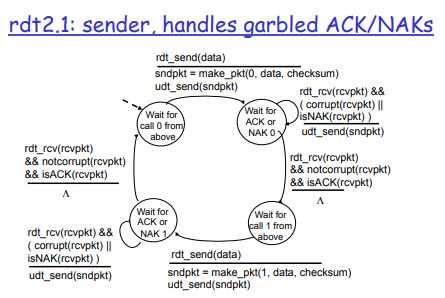 rdt2.1: sender, handles garbled ACK/NAKs
rdt_send(data)
sndpkt = make_pkt(0, data, checksum)
udt_send(sndpkt)
Wait for
call 0 from
above
Wait for
ACK or
NAK 0
rdt_rcv(rcvpkt) &&
( corrupt(rcvpkt) ||
isNAK(rcvpkt) )
udt_send(sndpkt)
rdt_rcv(rcvpkt)
&& notcorrupt(rcvpkt)
&& isACK(rcvpkt)
Λ
rdt_rcv(rcvpkt)
&& notcorrupt(rcvpkt)
&& isACK(rcvpkt)
Λ
Wait for
ACK or
NAK 1
Wait for
call 1 from
above
rdt_rcv(rcvpkt) &&
( corrupt(rcvpkt) ||
isNAK(rcvpkt) )
udt_send(sndpkt)
rdt_send(data)
sndpkt = make_pkt(1, data, checksum)
udt_send(sndpkt)